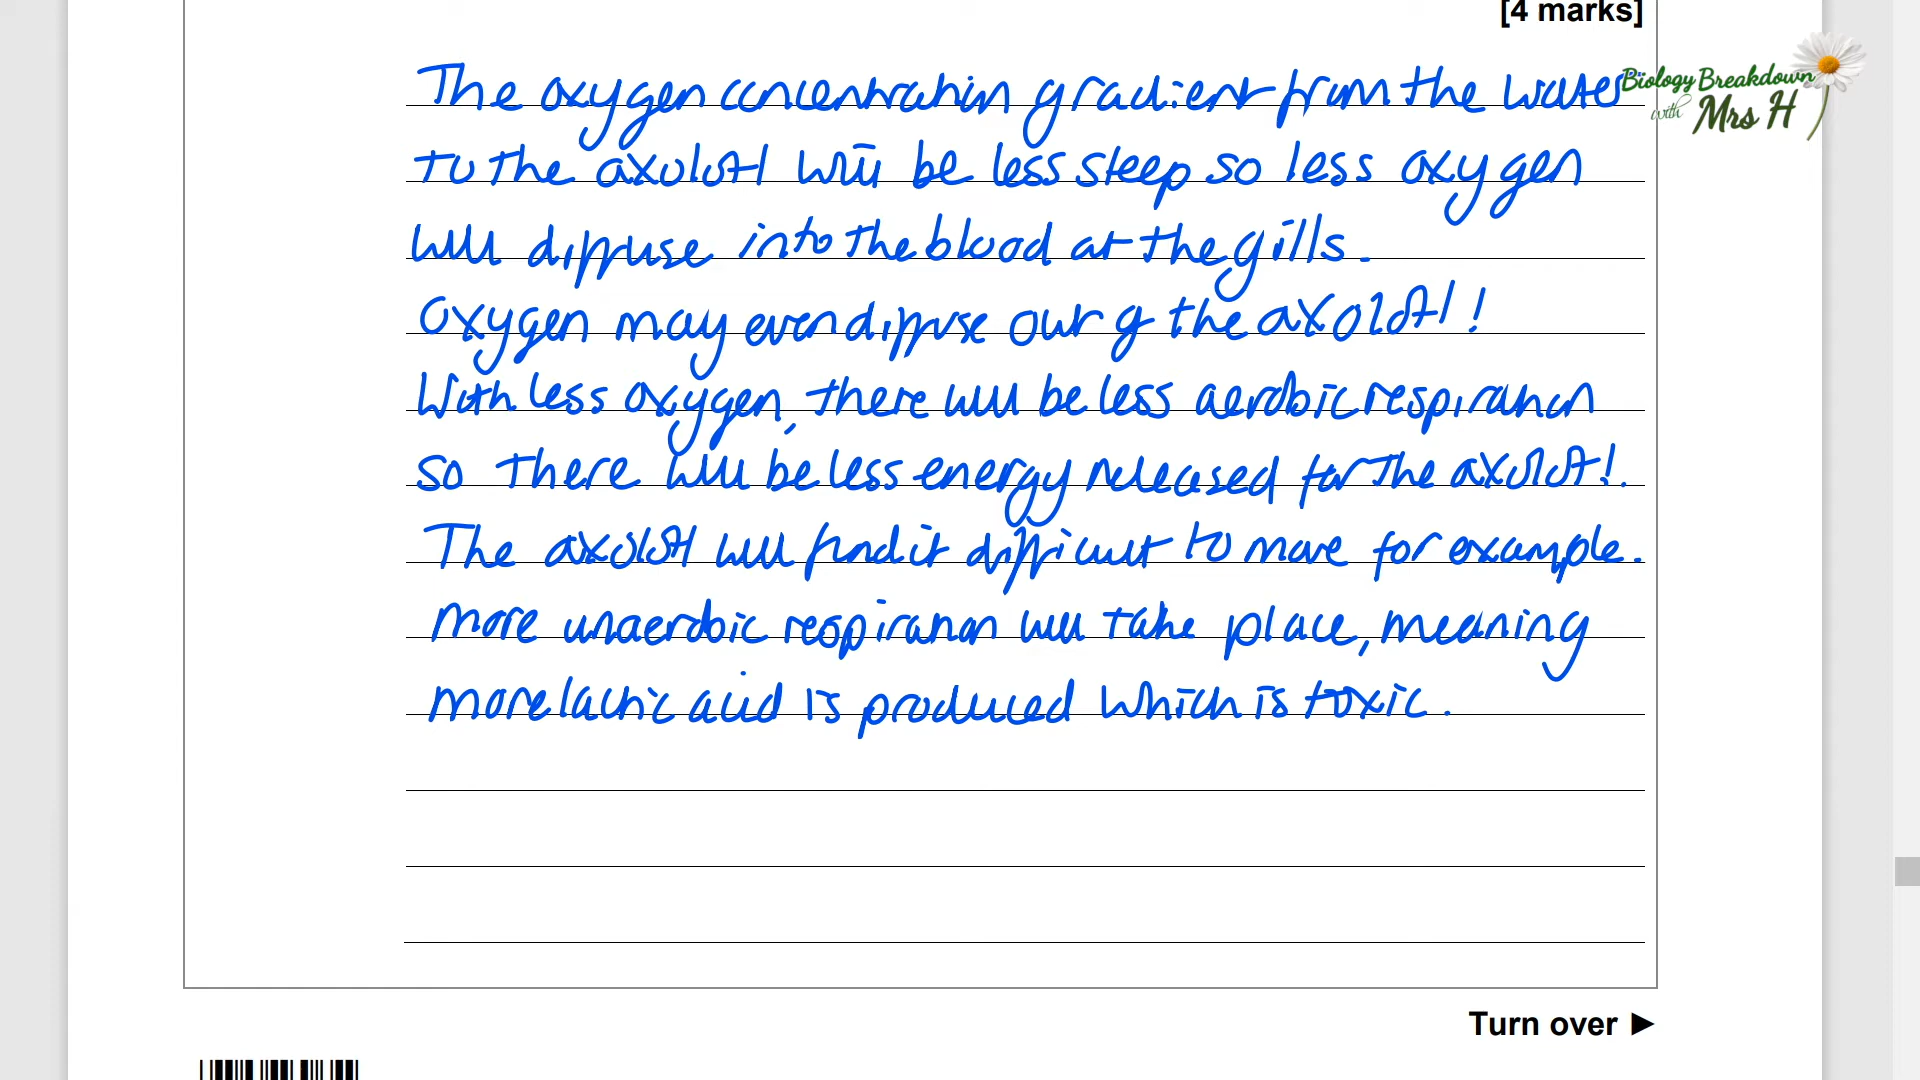 [4 marks]
Biology Breakdown
with Mrs H
The oxygen concentration gradient from the water
to the axolotl will be less steep so less oxygen
will diffuse into the blood at the gills.
Oxygen may even diffuse out of the axolotl!
With less oxygen, there will be less aerobic respiration
so there will be less energy released for the axolotl.
The axolotl will find it difficult to move for example.
more anaerobic respiration will take place, meaning
more lactic acid is produced which is toxic.
Turn over ►